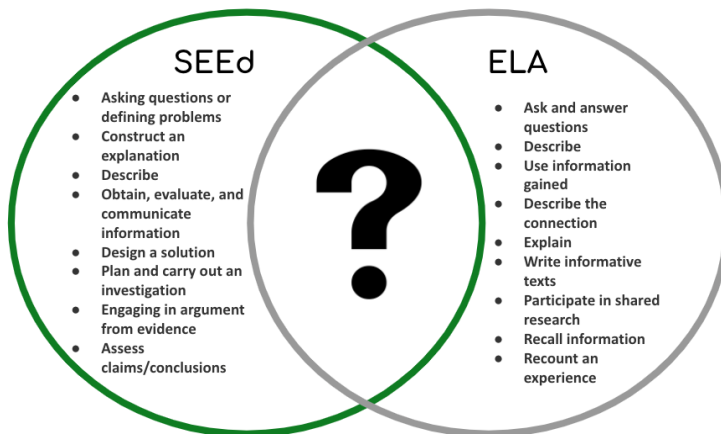 SEEd
● Asking questions or
defining problems
● Construct an
explanation
● Describe
● Obtain, evaluate, and
communicate
information
● Design a solution
● Plan and carry out an
investigation
● Engaging in argument
from evidence
● Assess
claims/conclusions
?
ELA
● Ask and answer
questions
● Describe
● Use information
gained
● Describe the
connection
● Explain
● Write informative
texts
● Participate in shared
research
● Recall information
● Recount an
experience